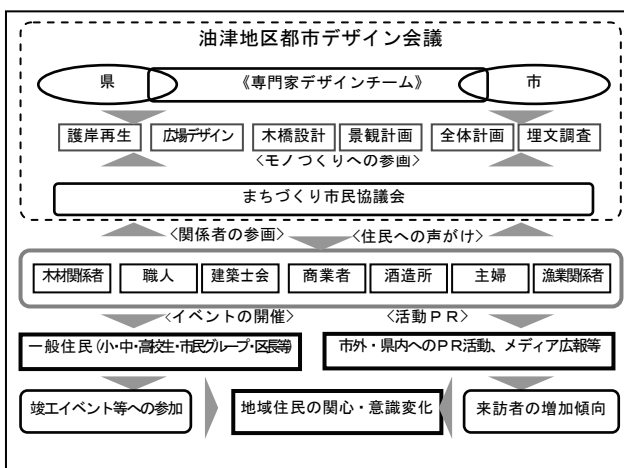 油津地区都市デザイン会議
県 《専門家デザインチーム》 市
護岸再生 広場デザイン 木橋設計 景観計画 全体計画 埋文調査
<モノづくりへの参画>
まちづくり市民協議会
<関係者の参画> <住民への声がけ>
木材関係者 職人 建築士会 商業者 酒造所 主婦 漁業関係者
<イベントの開催> <活動PR>
一般住民(小・中・高校生・市民グループ・区長等) 市外・県内へのPR活動、メディア広報等
竣工イベント等への参加 地域住民の関心・意識変化 来訪者の増加傾向